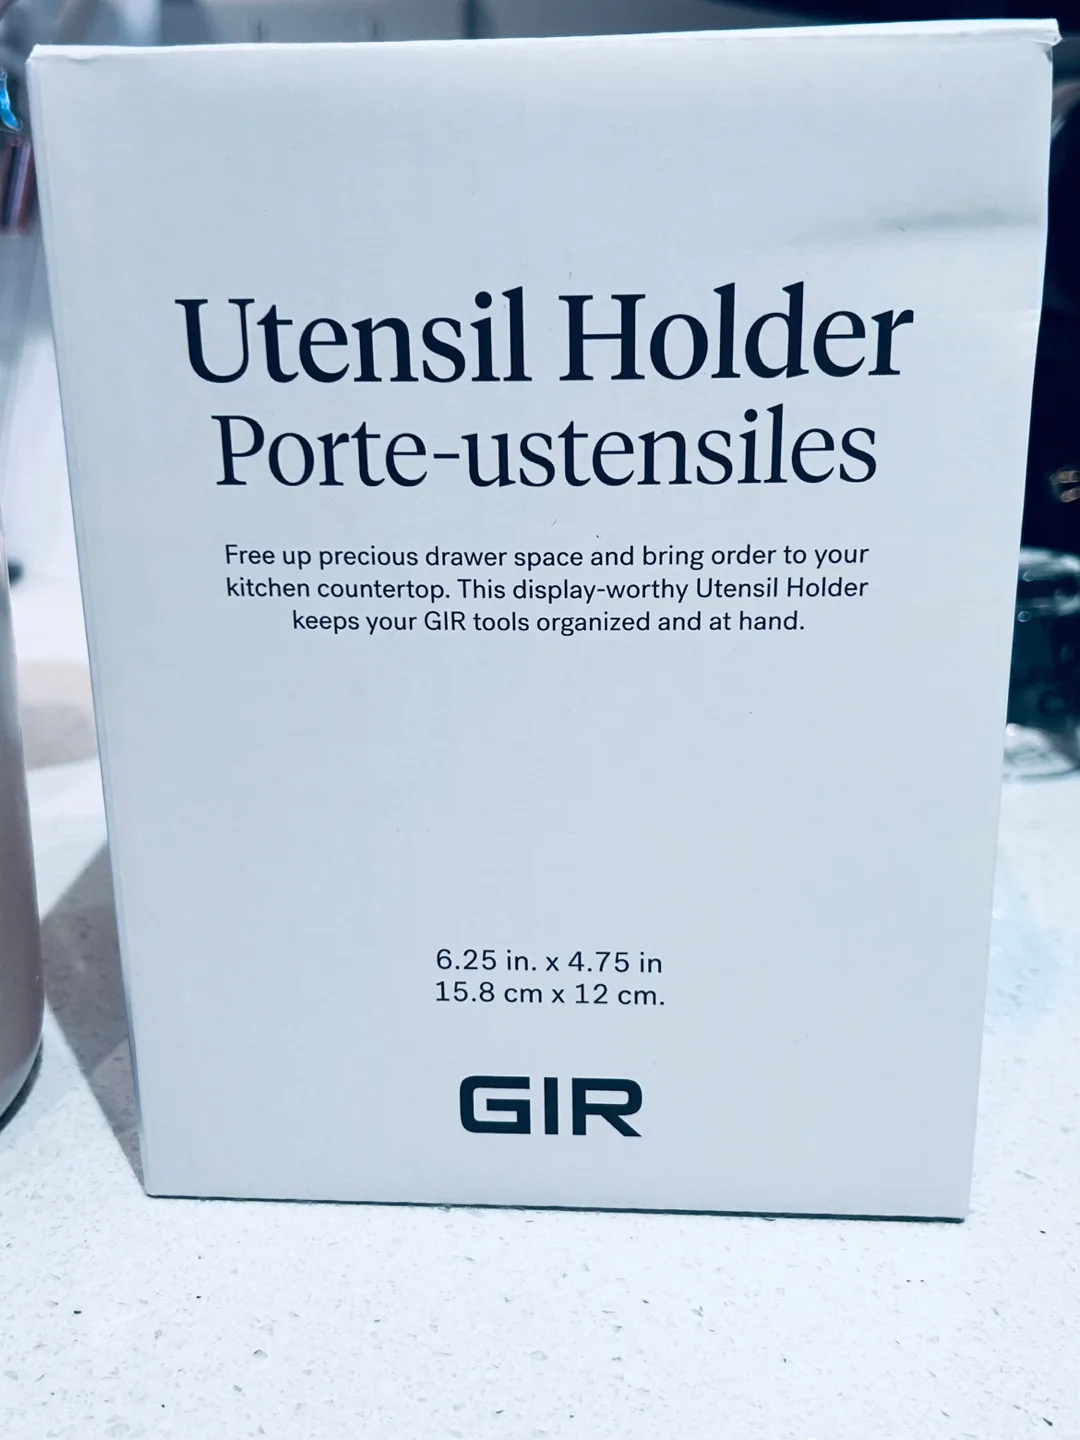 Utensil Holder
Porte-ustensiles
Free up precious drawer space and bring order to your
kitchen countertop. This display-worthy Utensil Holder
keeps your GIR tools organized and at hand.
6.25 in. x 4.75 in
15.8 cm x 12 cm.
GIR